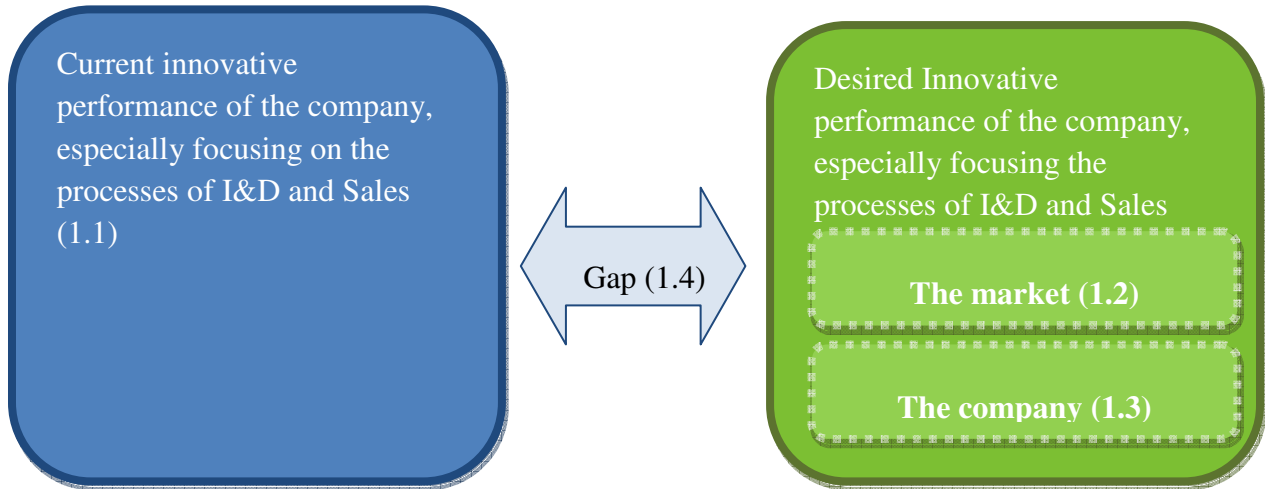 Current innovative
performance of the company,
especially focusing on the
processes of I&D and Sales
(1.1)
Gap (1.4)
Desired Innovative
performance of the company,
especially focusing the
processes of I&D and Sales
The market (1.2)
The company (1.3)